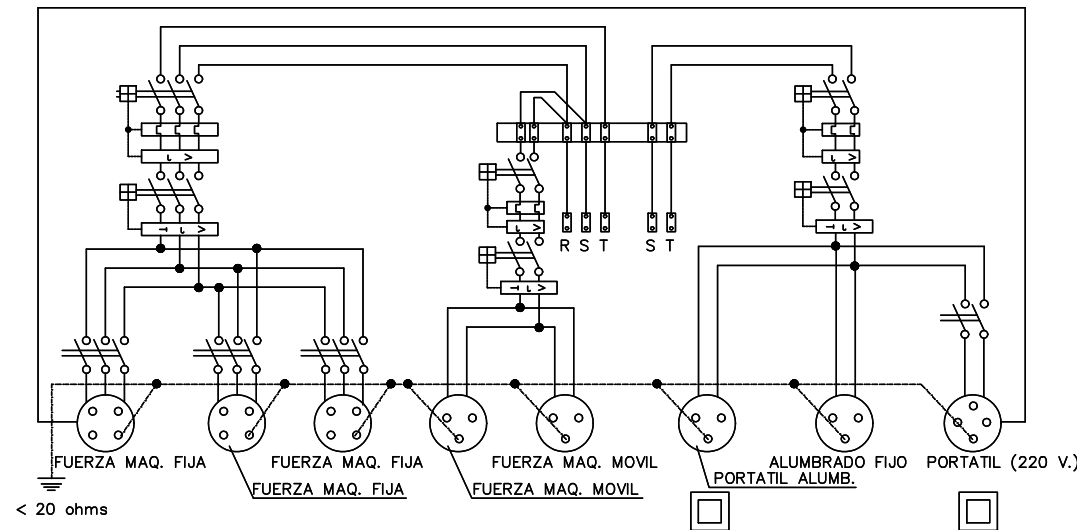 R S T S T
FUERZA MAQ. FIJA FUERZA MAQ. FIJA FUERZA MAQ. MOVIL ALUMBRADO FIJO PORTATIL (220 V.)
PORTATIL ALUMB.
FUERZA MAQ. FIJA FUERZA MAQ. MOVIL
< 20 ohms